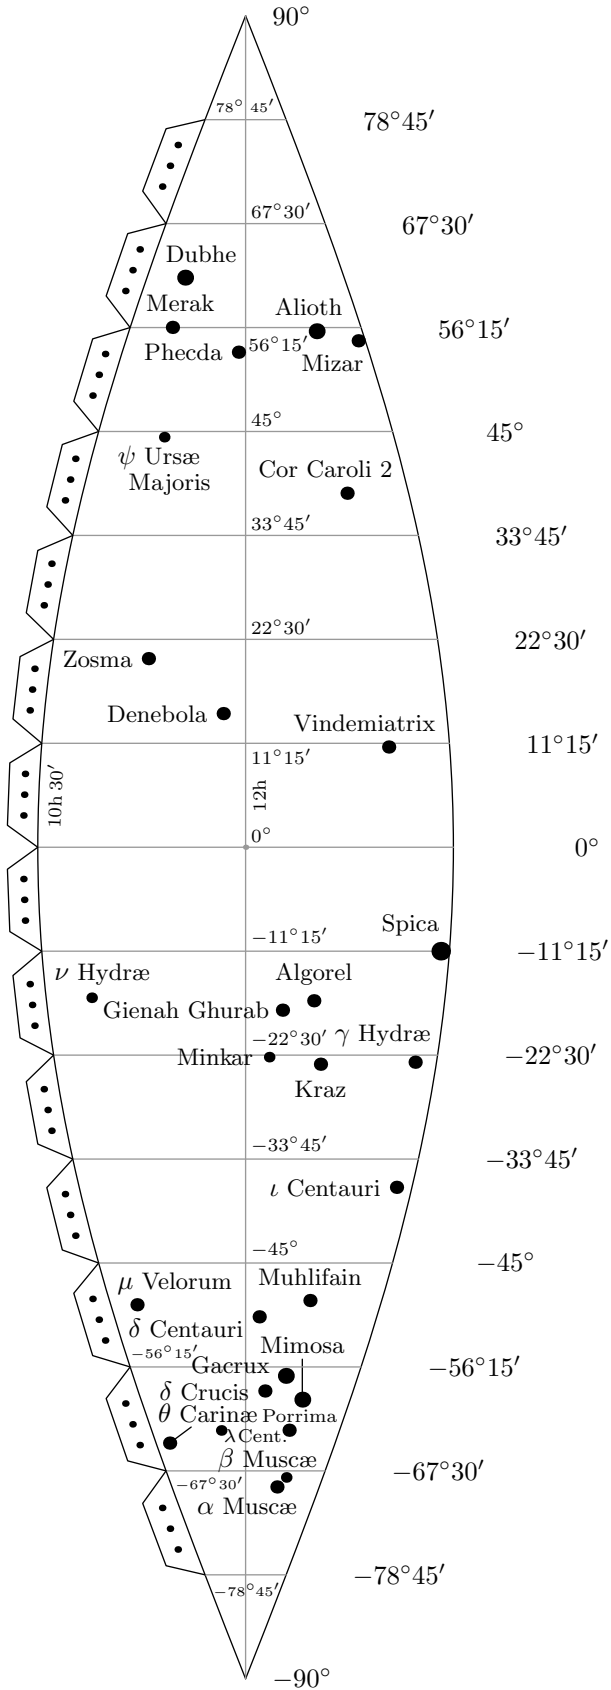 90°
78° 45′
78°45′
67°30′
67°30′
Dubhe
Merak
Alioth
56°15′
Phecda
56°15′
Mizar
45°
45°
ψ Ursæ
Majoris
Cor Caroli 2
33°45′
33°45′
22°30′
22°30′
Zosma
Denebola
Vindemiatrix
11°15′
11°15′
10h 30′
12h
0°
0°
Spica
−11°15′
−11°15′
ν Hydræ
Algorel
Gienah Ghurab
−22°30′
γ Hydræ
Minkar
−22°30′
Kraz
−33°45′
−33°45′
ι Centauri
−45°
−45°
μ Velorum
Muhlifain
δ Centauri
Mimosa
−56°15′
Gacrux
−56°15′
δ Crucis
θ Carinæ
Porrima
λCent.
β Muscæ
−67°30′
−67°30′
α Muscæ
−78°45′
−78°45′
−90°